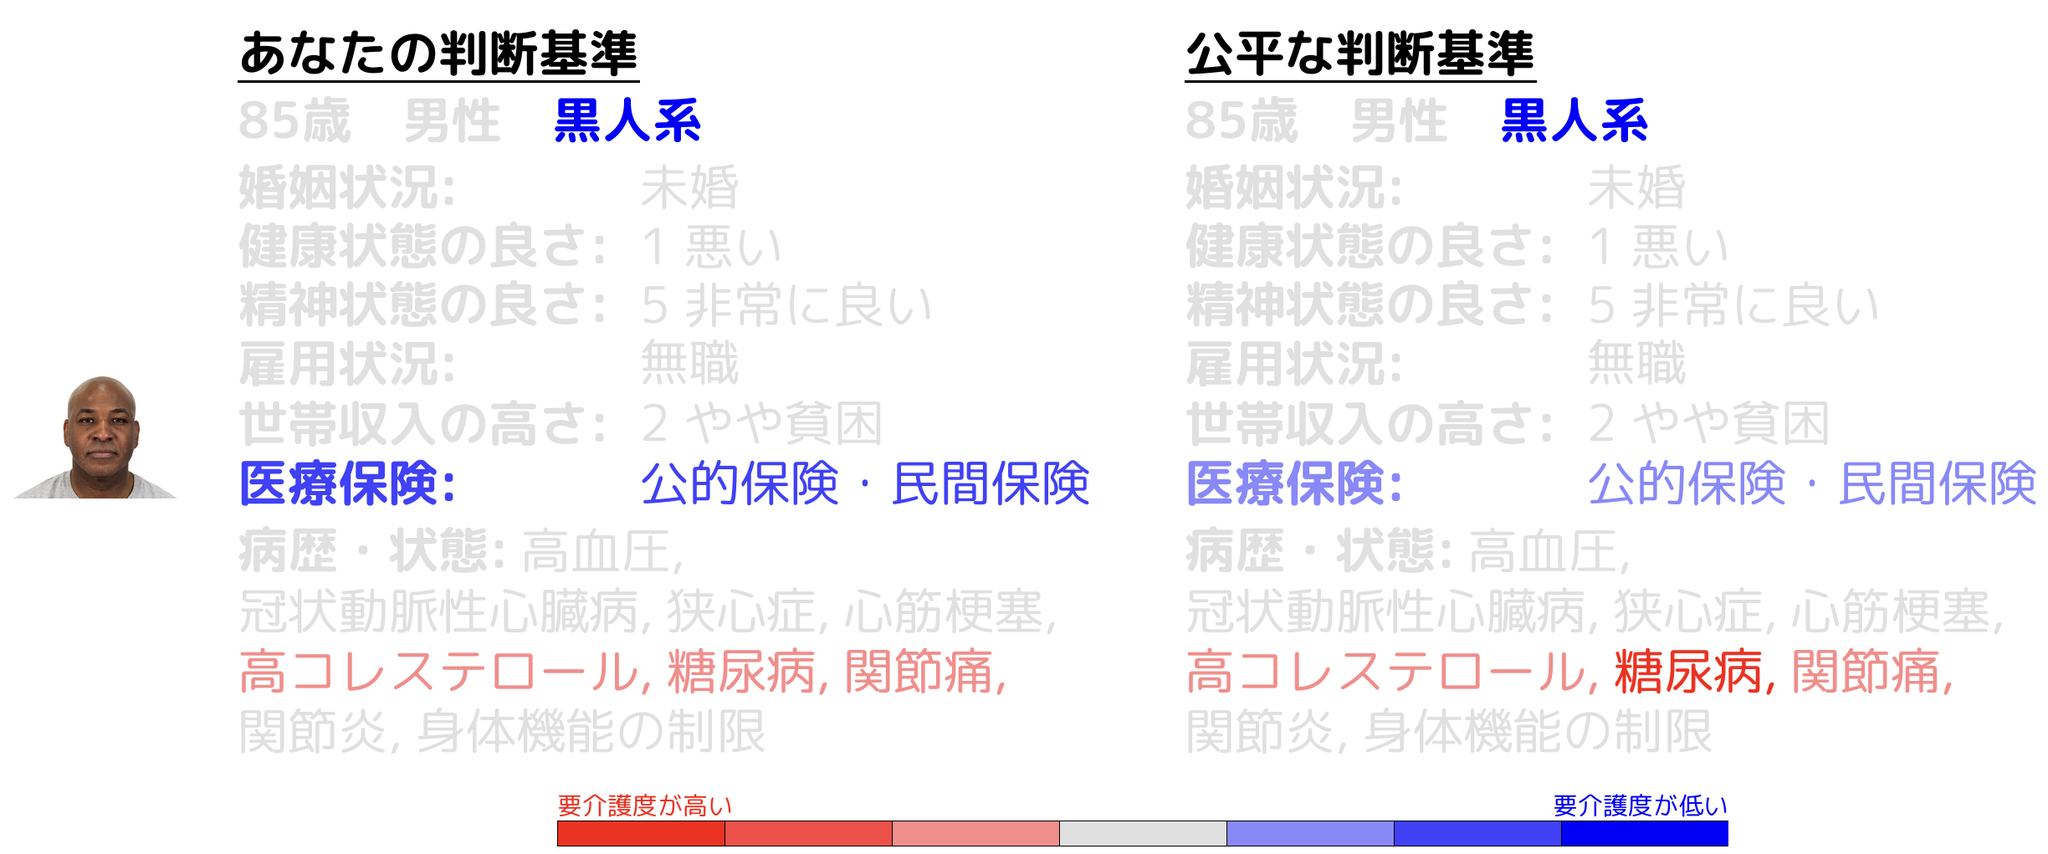 あなたの判断基準
85歳 男性 黒人系
婚姻状況: 未婚
健康状態の良さ: 1 悪い
精神状態の良さ: 5 非常に良い
雇用状況: 無職
世帯収入の高さ: 2 やや貧困
医療保険: 公的保険・民間保険
病歴・状態: 高血圧,
冠状動脈性心臓病, 狭心症, 心筋梗塞,
高コレステロール, 糖尿病, 関節痛,
関節炎, 身体機能の制限
公平な判断基準
85歳 男性 黒人系
婚姻状況: 未婚
健康状態の良さ: 1 悪い
精神状態の良さ: 5 非常に良い
雇用状況: 無職
世帯収入の高さ: 2 やや貧困
医療保険: 公的保険・民間保険
病歴・状態: 高血圧,
冠状動脈性心臓病, 狭心症, 心筋梗塞,
高コレステロール, 糖尿病, 関節痛,
関節炎, 身体機能の制限
要介護度が高い
要介護度が低い